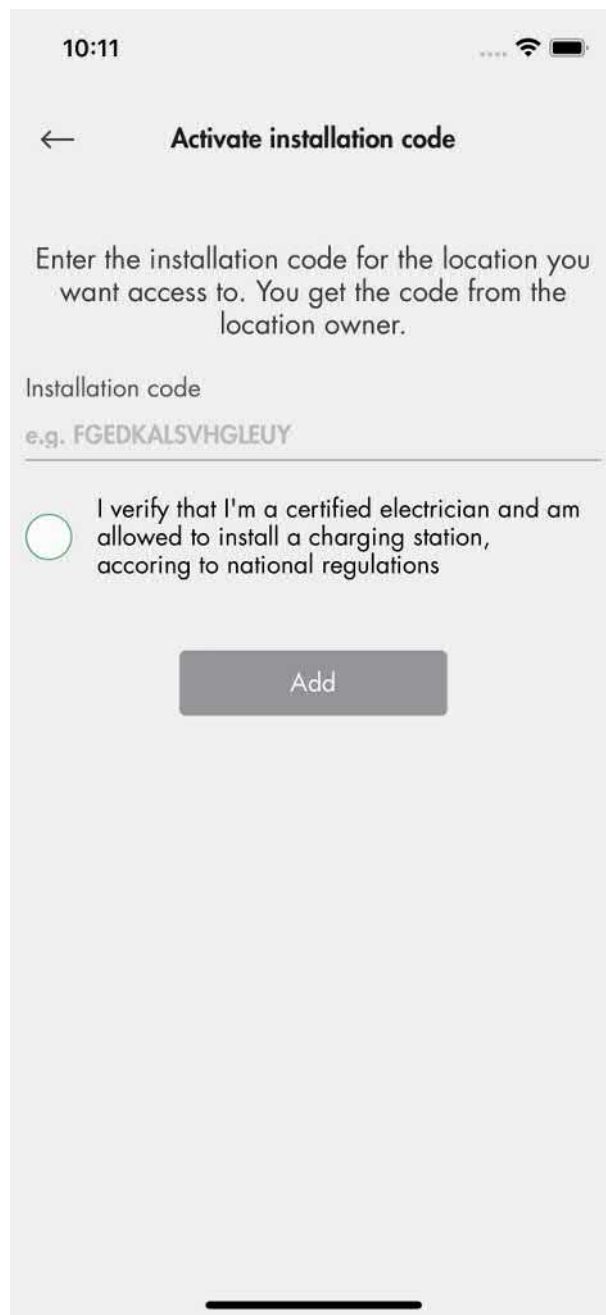 10:11
Activate installation code
Enter the installation code for the location you
want access to. You get the code from the
location owner.
Installation code
e.g. FGEDKALSVHGLEUY
I verify that I'm a certified electrician and am
allowed to install a charging station,
accoring to national regulations
Add